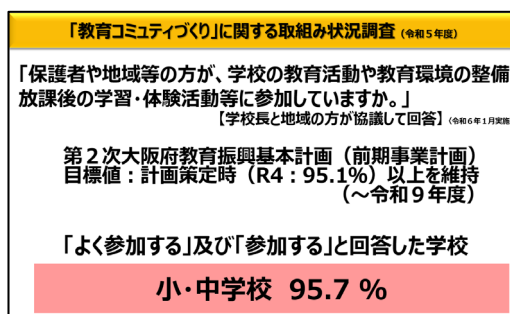 「教育コミュティづくり」に関する取組み状況調査（令和５年度）
「保護者や地域等の方が、学校の教育活動や教育環境の整備
放課後の学習・体験活動等に参加していますか。」
【学校長と地域の方が協議して回答】（令和６年１月実施
第２次大阪府教育振興基本計画（前期事業計画）
目標値：計画策定時（R4：95.1%）以上を維持
（～令和９年度）
「よく参加する」及び「参加する」と回答した学校
小・中学校 95.7 %